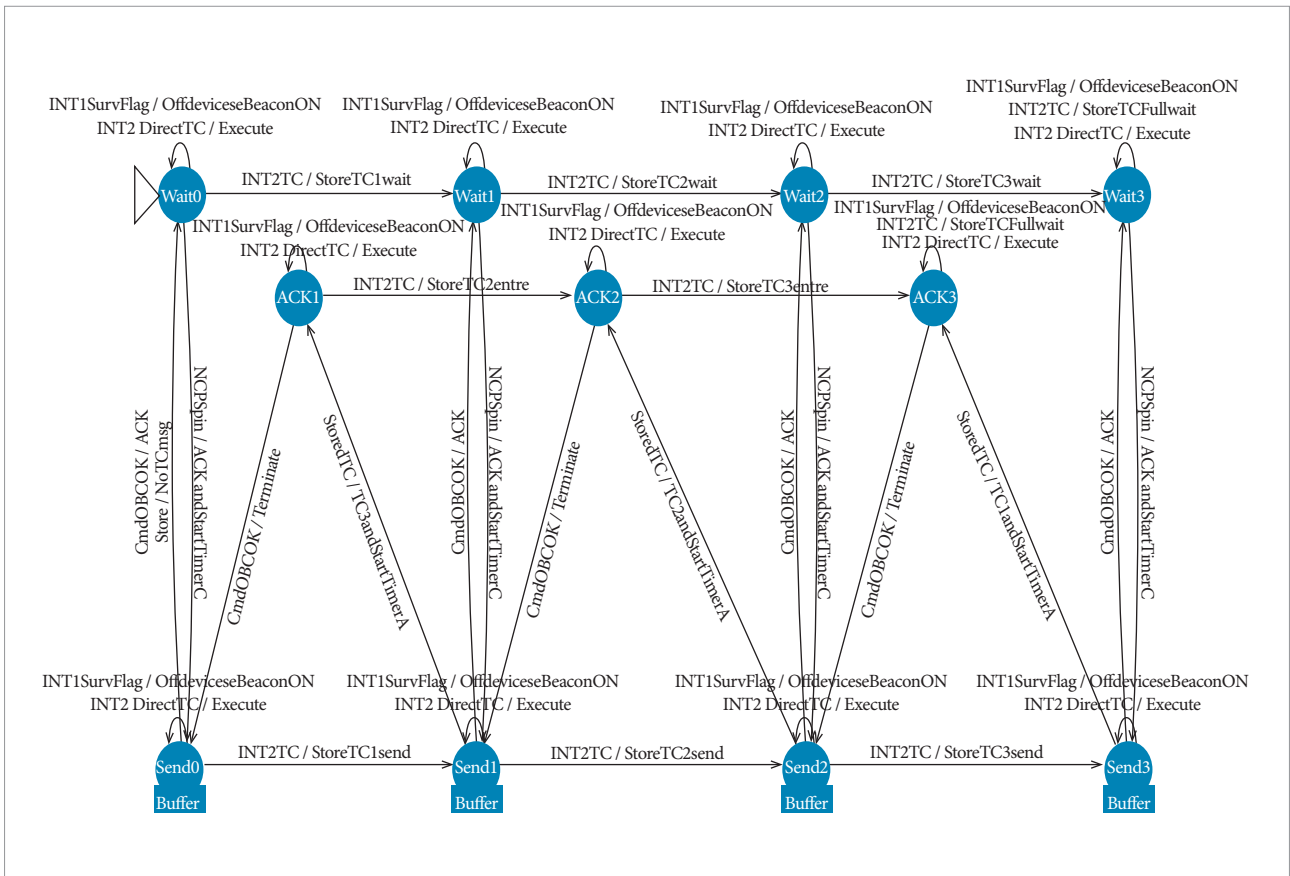 INT1SurvFlag / OffdeviceseBeaconON
INT2 DirectTC / Execute
INT1SurvFlag / OffdeviceseBeaconON
INT2 DirectTC / Execute
INT1SurvFlag / OffdeviceseBeaconON
INT2 DirectTC / Execute
INT1SurvFlag / OffdeviceseBeaconON
INT2TC / StoreTCFullwait
INT2 DirectTC / Execute
Wait0
INT2TC / StoreTC1wait
Wait1
INT2TC / StoreTC2wait
Wait2
INT2TC / StoreTC3wait
Wait3
INT1SurvFlag / OffdeviceseBeaconON
INT2 DirectTC / Execute
INT1SurvFlag / OffdeviceseBeaconON
INT2 DirectTC / Execute
INT1SurvFlag / OffdeviceseBeaconON
INT2TC / StoreTCFullwait
INT2 DirectTC / Execute
ACK1
INT2TC / StoreTC2entre
ACK2
INT2TC / StoreTC3entre
ACK3
CmdOBCOK / ACK
Store / NoTCmsg
NCPSpin / ACK andStartTimerC
CmdOBCOK / Terminate
StoredTC / TC3andStartTimerA
CmopOBCOK / ACK
NCPSpin / ACK andStartTimerC
CmdOBCOK / Terminate
StoredTC / TC2andStartTimerA
CmopOBCOK / ACK
NCPSpin / ACK andStartTimerC
CmdOBCOK / Terminate
StoredTC / TC1andStartTimerA
CmopOBCOK / ACK
NCPSpin / ACK andStartTimerC
INT1SurvFlag / OffdeviceseBeaconON
INT2 DirectTC / Execute
INT1SurvFlag / OffdeviceseBeaconON
INT2 DirectTC / Execute
INT1SurvFlag / OffdeviceseBeaconON
INT2 DirectTC / Execute
INT1SurvFlag / OffdeviceseBeaconON
INT2 DirectTC / Execute
Send0
INT2TC / StoreTC1send
Send1
INT2TC / StoreTC2send
Send2
INT2TC / StoreTC3send
Send3
Buffer
Buffer
Buffer
Buffer